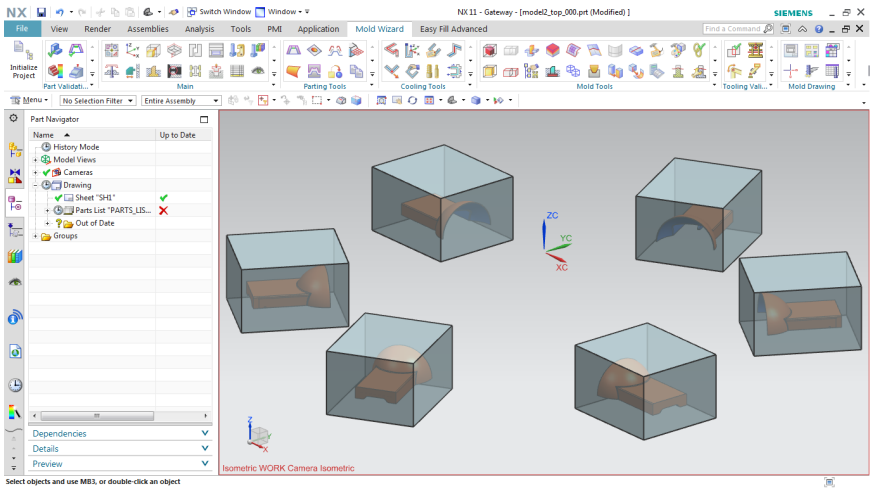 NX
Switch Window
Window
NX 11 - Gateway - [model2_top_000.prt (Modified) ]
SIEMENS
File
View
Render
Assemblies
Analysis
Tools
PMI
Application
Mold Wizard
Easy Fill Advanced
Find a Command
Initialize
Project
Part Validati...
Main
Parting Tools
Cooling Tools
Mold Tools
Tooling Vali...
Mold Drawing
Menu
No Selection Filter
Entire Assembly
Part Navigator
Name
Up to Date
History Mode
Model Views
Cameras
Drawing
Sheet "SH1"
Parts List "PARTS_LIS...
Out of Date
Groups
Dependencies
Details
Preview
ZC
YC
XC
Z
Y
X
Isometric WORK Camera Isometric
Select objects and use MB3, or double-click an object